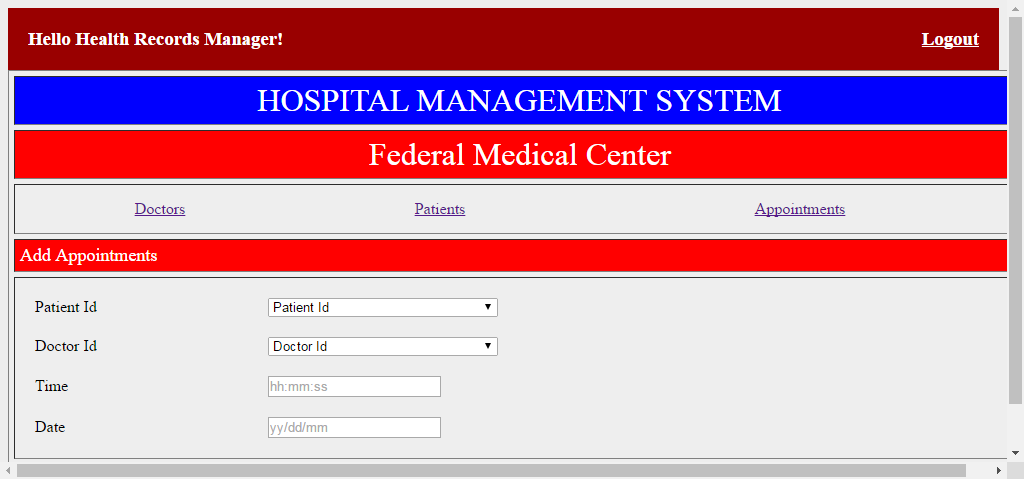 Hello Health Records Manager! Logout
HOSPITAL MANAGEMENT SYSTEM
Federal Medical Center
Doctors Patients Appointments
Add Appointments
Patient Id Patient Id
Doctor Id Doctor Id
Time hh:mm:ss
Date yy/dd/mm